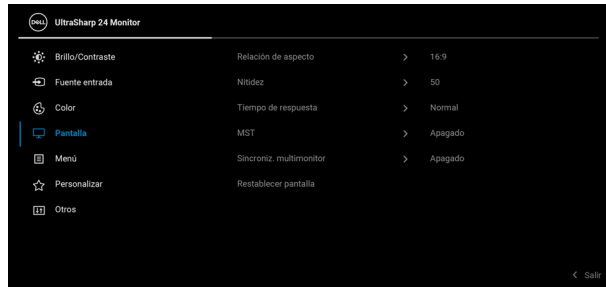 DELL UltraSharp 24 Monitor
Brillo/Contraste Relación de aspecto > 16:9
Fuente entrada Nitidez > 50
Color Tiempo de respuesta > Normal
Pantalla MST > Apagado
Menú Sincroniz. multimonitor > Apagado
Personalizar Restablecer pantalla
Otros
< Salir